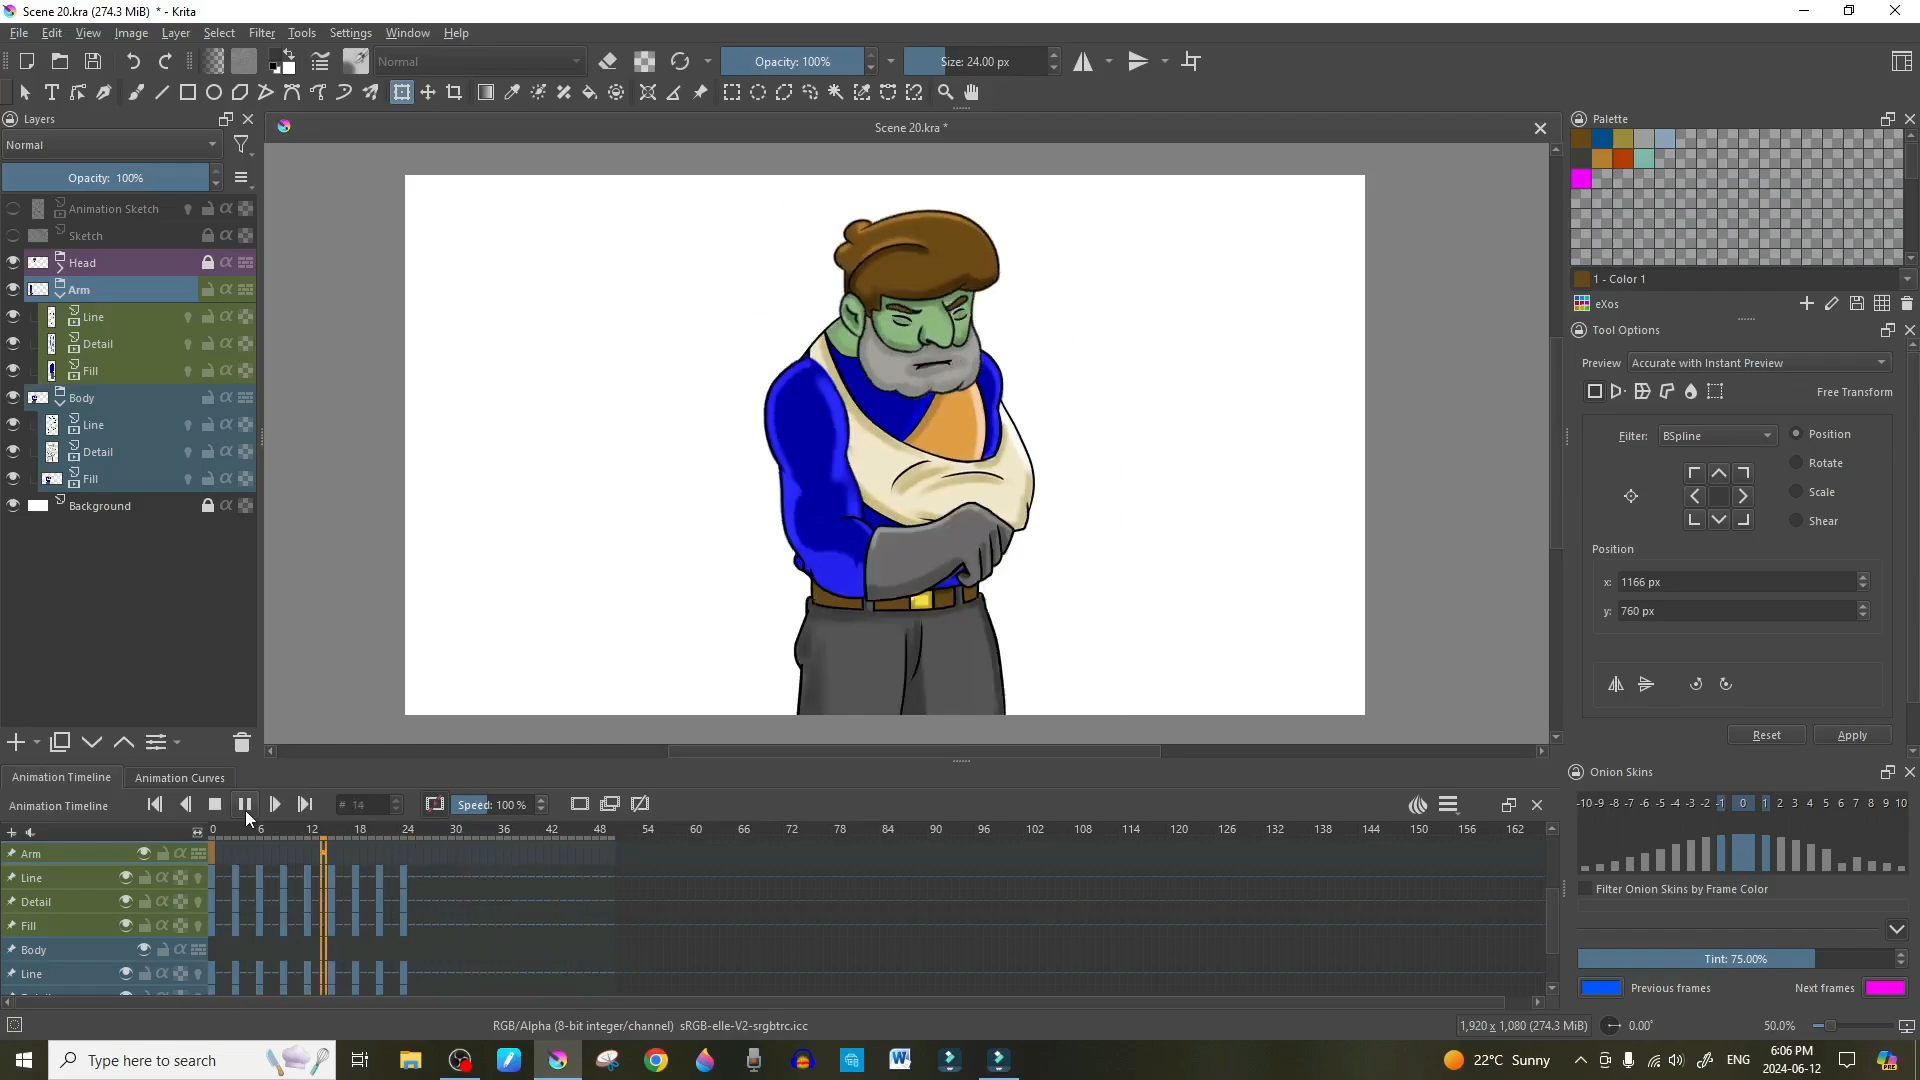 Scene 20.kra (274.3 MiB) * - Krita
File Edit View Image Layer Select Filter Tools Settings Window Help
Normal Opacity: 100% Size: 24.00 px
Layers
Scene 20.kra *
Palette
Normal
Opacity: 100%
Animation Sketch
Sketch
Head
Arm
Line
Detail
Fill
Body
Line
Detail
Fill
Background
1 - Color 1
eXos
Tool Options
Preview Accurate with Instant Preview
Free Transform
Filter: BSpline
Position
Rotate
Scale
Shear
Position
x: 1166 px
y: 760 px
Reset Apply
Animation Timeline Animation Curves
Animation Timeline # 14 Speed: 100 %
0 6 12 18 24 30 36 42 48 54 60 66 72 78 84 90 96 102 108 114 120 126 132 138 144 150 156 162
Arm
Line
Detail
Fill
Body
Line
Onion Skins
-10 -9 -8 -7 -6 -5 -4 -3 -2 -1 0 1 2 3 4 5 6 7 8 9 10
Filter Onion Skins by Frame Color
Tint: 75.00%
Previous frames Next frames
RGB/Alpha (8-bit integer/channel) sRGB-elle-V2-srgbtrc.icc
1,920 x 1,080 (274.3 MiB) 0.00° 50.0%
Type here to search
22°C Sunny
ENG
6:06 PM
2024-06-12